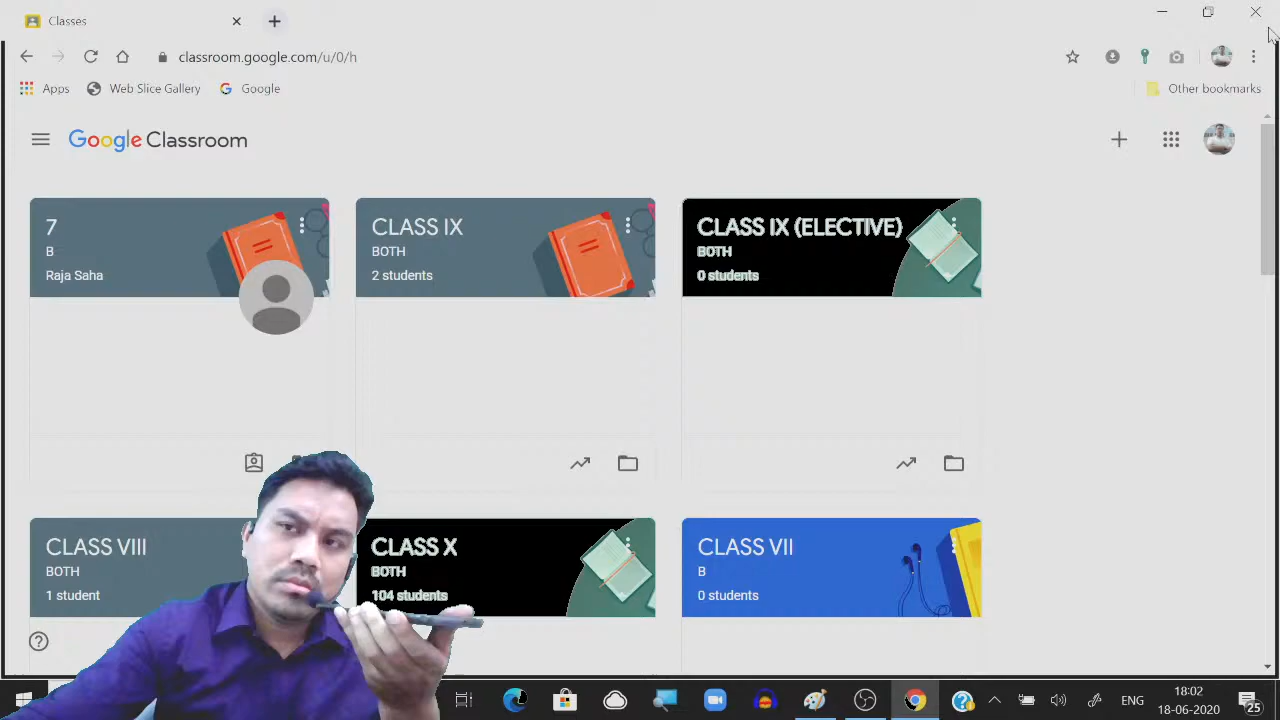 Classes
classroom.google.com/u/0/h
Apps
Web Slice Gallery
Google
Other bookmarks
Google Classroom
7
B
Raja Saha
CLASS IX
BOTH
2 students
CLASS IX (ELECTIVE)
BOTH
0 students
CLASS VIII
BOTH
1 student
CLASS X
BOTH
104 students
CLASS VII
B
0 students
ENG
18:02
18-06-2020
25